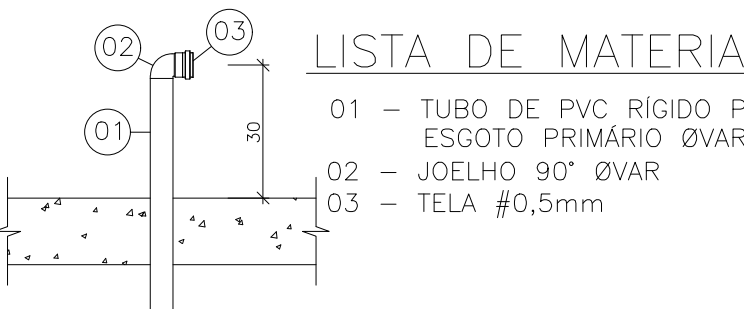 02
03
01
30
LISTA DE MATERIA
01 – TUBO DE PVC RÍGIDO P
ESGOTO PRIMÁRIO ØVAR
02 – JOELHO 90° ØVAR
03 – TELA #0,5mm